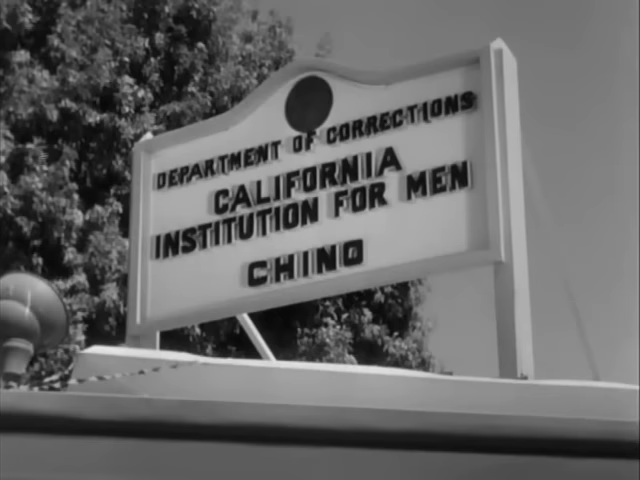 DEPARTMENT OF CORRECTIONS
CALIFORNIA
INSTITUTION FOR MEN
CHINO